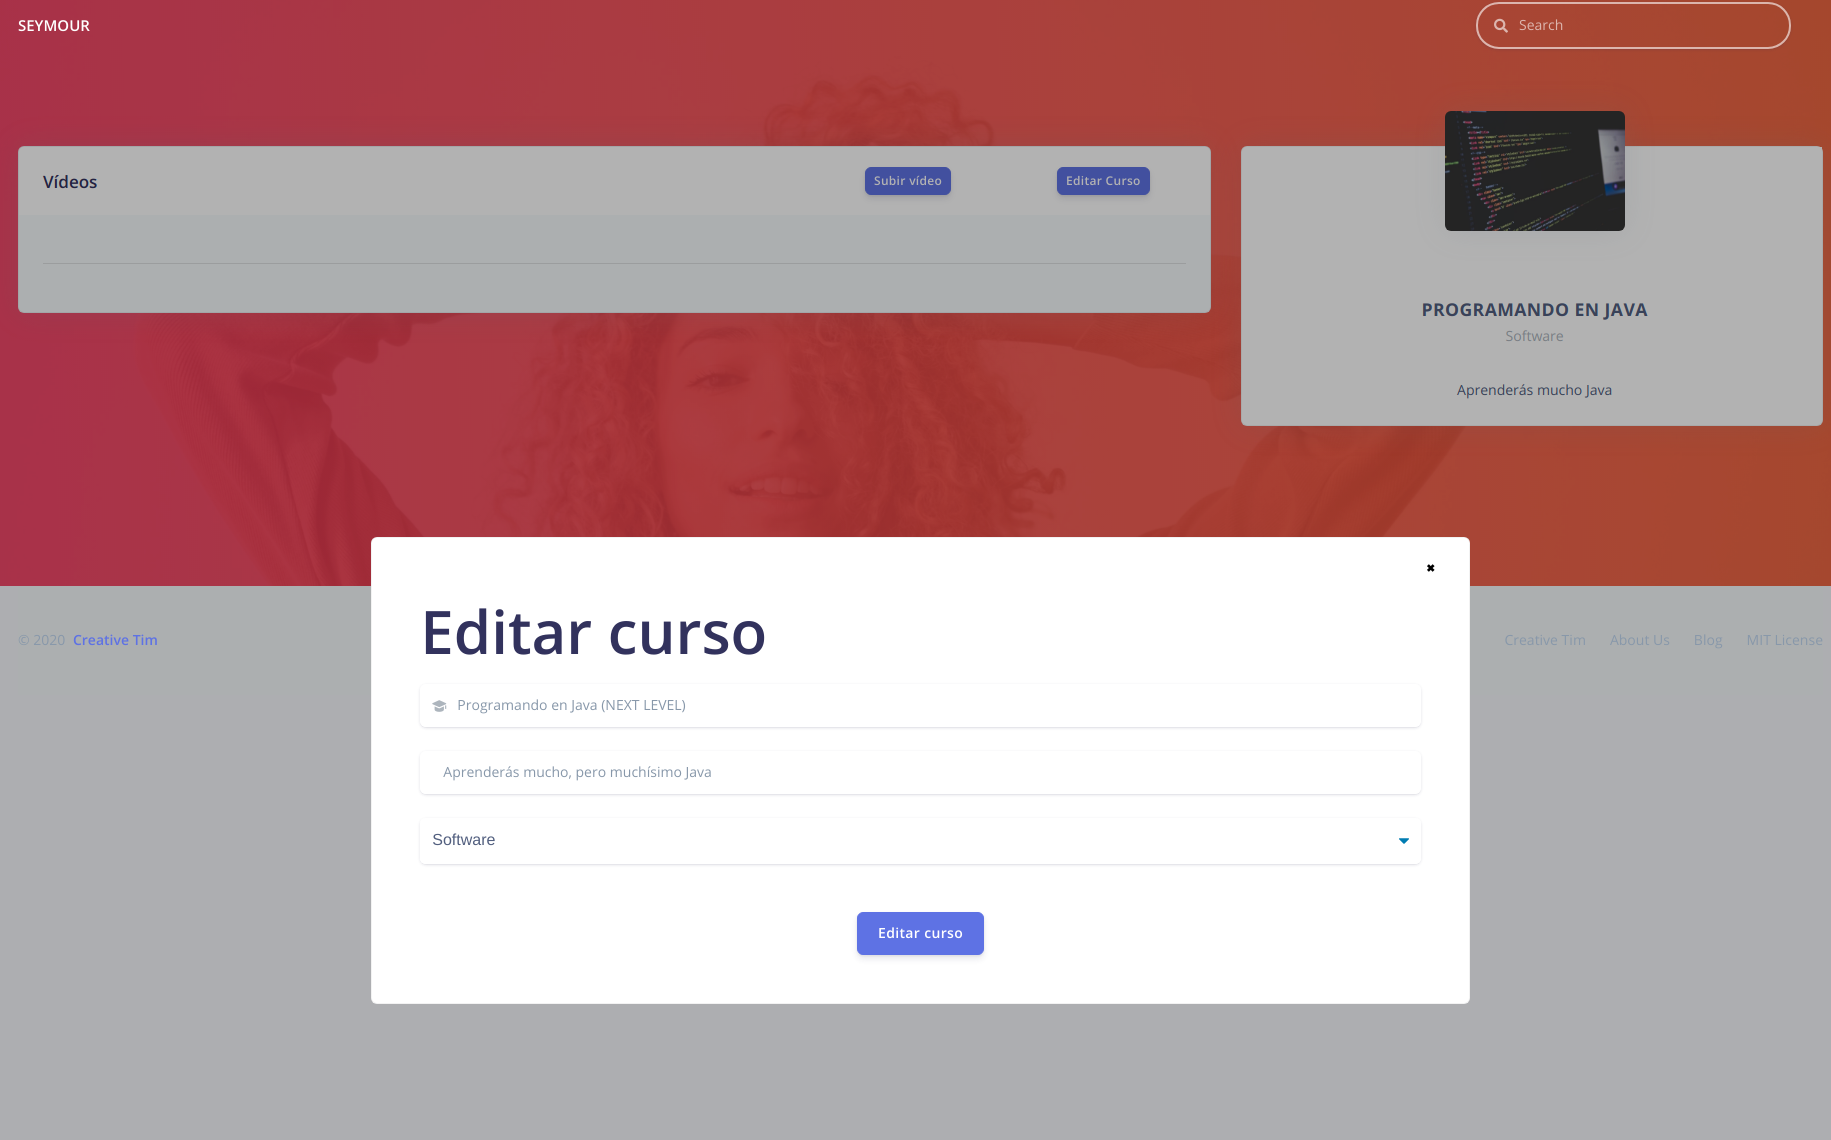 SEYMOUR
Search
Vídeos
Subir vídeo
Editar Curso
PROGRAMANDO EN JAVA
Software
Aprenderás mucho Java
Editar curso
Programando en Java (NEXT LEVEL)
Aprenderás mucho, pero muchísimo Java
Software
Editar curso
© 2020 Creative Tim
Creative Tim
About Us
Blog
MIT License